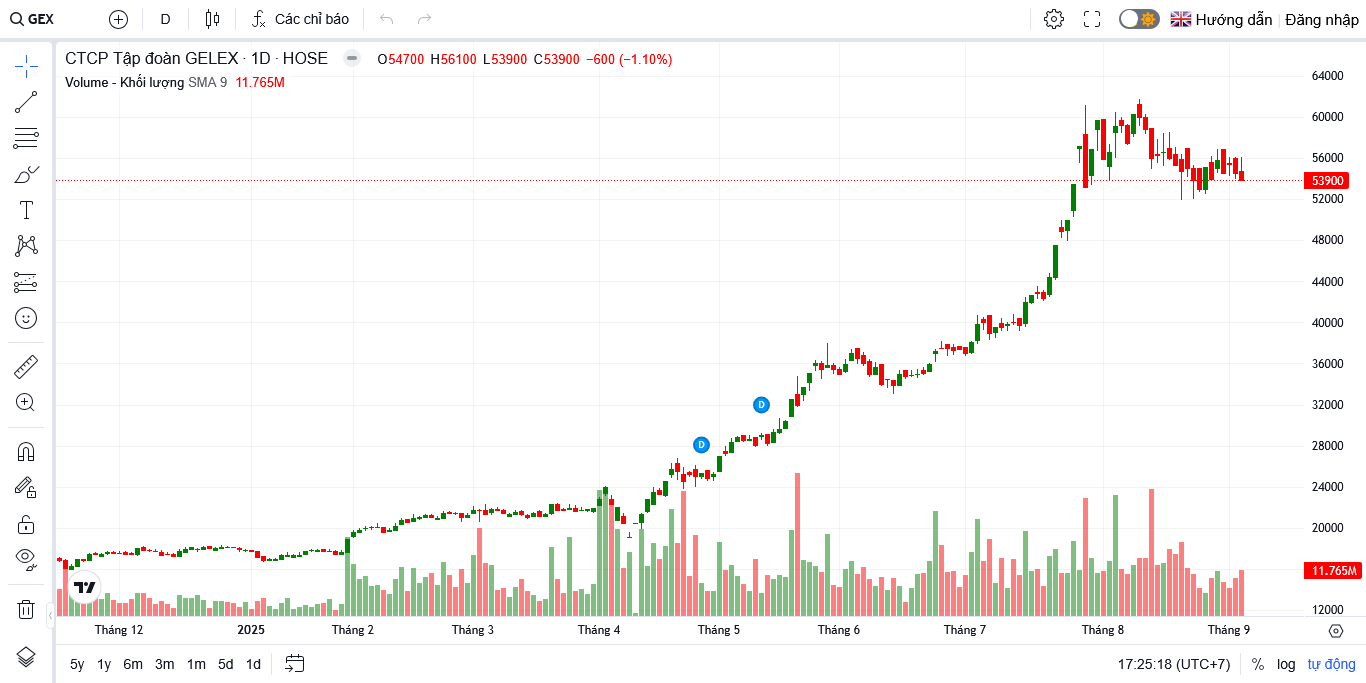 GEX D Các chỉ báo Hướng dẫn Đăng nhập
CTCP Tập đoàn GELEX · 1D · HOSE O54700 H56100 L53900 C53900 −600 (−1.10%)
Volume - Khối lượng SMA 9 11.765M
64000
60000
56000
53900
52000
48000
44000
40000
36000
32000
D
D
28000
24000
20000
11.765M
12000
Tháng 12 2025 Tháng 2 Tháng 3 Tháng 4 Tháng 5 Tháng 6 Tháng 7 Tháng 8 Tháng 9
5y 1y 6m 3m 1m 5d 1d 17:25:18 (UTC+7) % log tự động